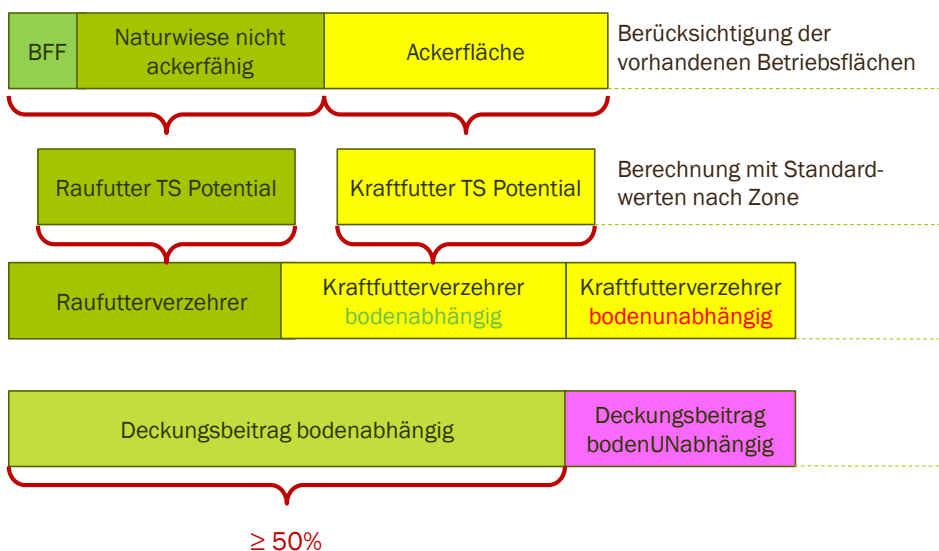 BFF
Naturwiese nicht
ackerfähig
Ackerfläche
Berücksichtigung der
vorhandenen Betriebsflächen
Raufutter TS Potential
Kraftfutter TS Potential
Berechnung mit Standard-
werten nach Zone
Raufutterverzehrer
Kraftfutterverzehrer
bodenabhängig
Kraftfutterverzehrer
bodenunabhängig
Deckungsbeitrag bodenabhängig
Deckungsbeitrag
bodenUNabhängig
≥ 50%